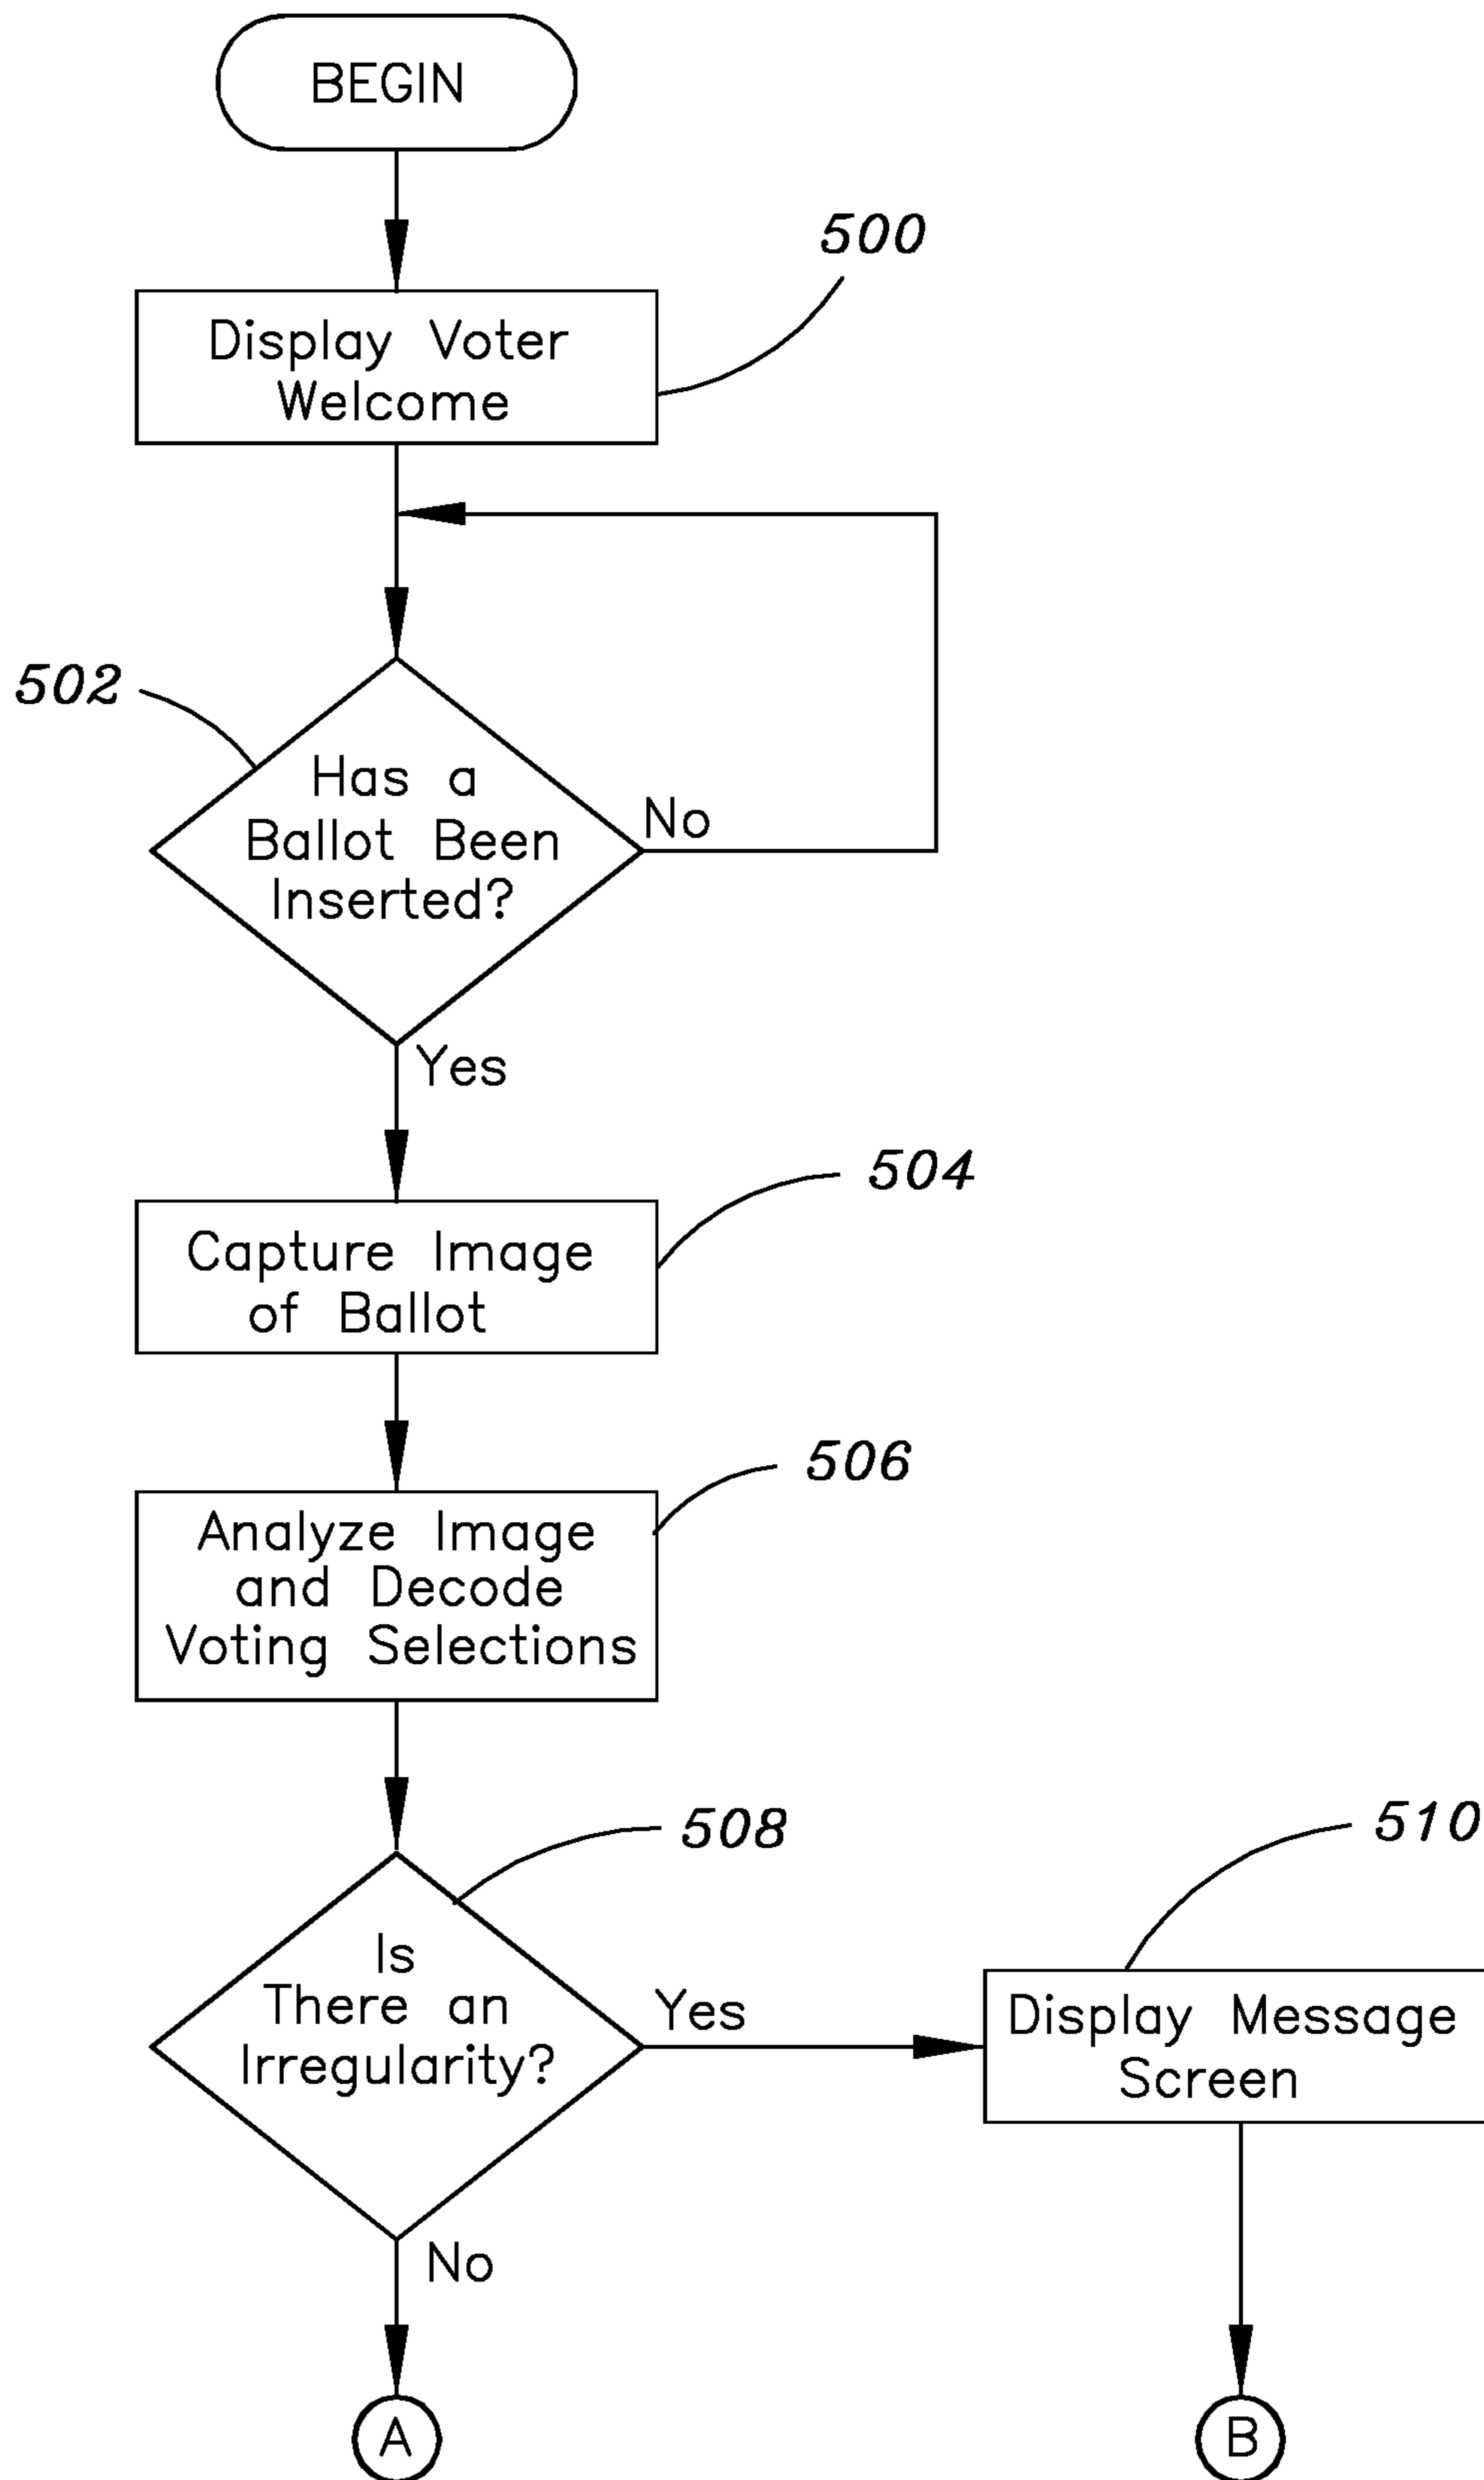 BEGIN
500
Display Voter
Welcome
502
Has a
Ballot Been
Inserted?
No
Yes
504
Capture Image
of Ballot
506
Analyze Image
and Decode
Voting Selections
508
510
Is
There an
Irregularity?
Yes
Display Message
Screen
No
A
B